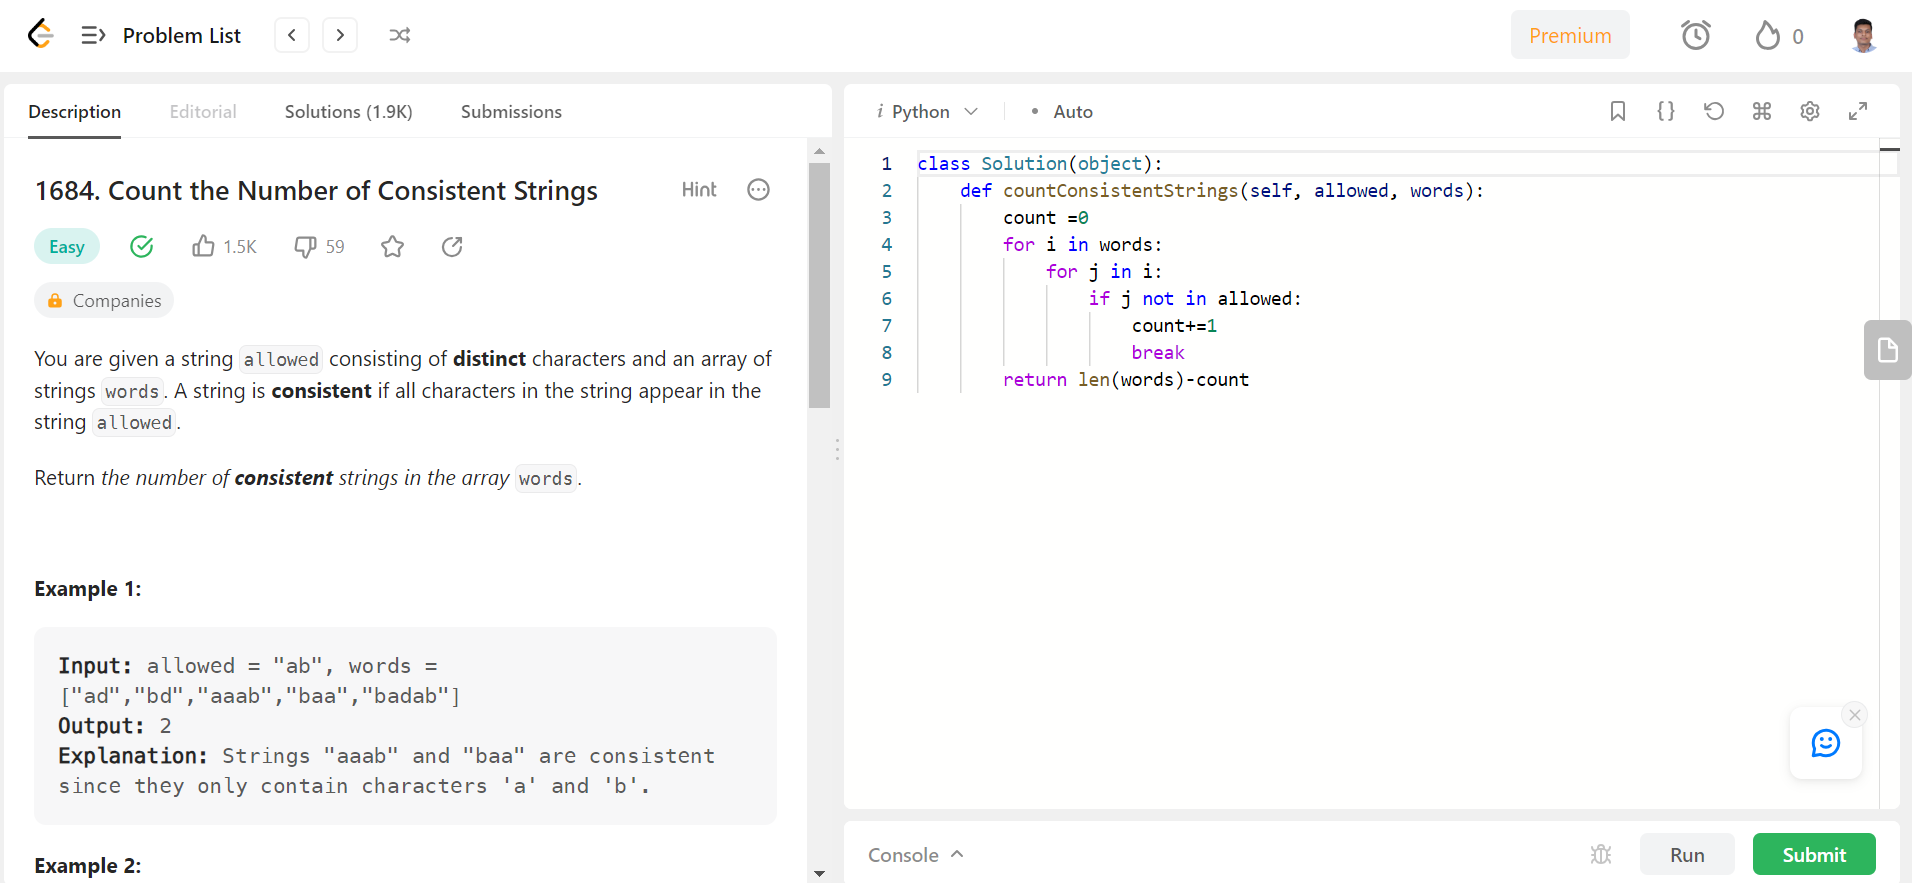 Problem List
Premium
0
Description Editorial Solutions (1.9K) Submissions
1684. Count the Number of Consistent Strings
Hint
Easy 1.5K 59
Companies
You are given a string allowed consisting of distinct characters and an array of
strings words. A string is consistent if all characters in the string appear in the
string allowed.
Return the number of consistent strings in the array words.
Example 1:
Input: allowed = "ab", words =
["ad","bd","aaab","baa","badab"]
Output: 2
Explanation: Strings "aaab" and "baa" are consistent
since they only contain characters 'a' and 'b'.
Example 2:
i Python • Auto
{}
1 class Solution(object):
2     def countConsistentStrings(self, allowed, words):
3         count =0
4         for i in words:
5             for j in i:
6                 if j not in allowed:
7                     count+=1
8                     break
9         return len(words)-count
Console
Run
Submit